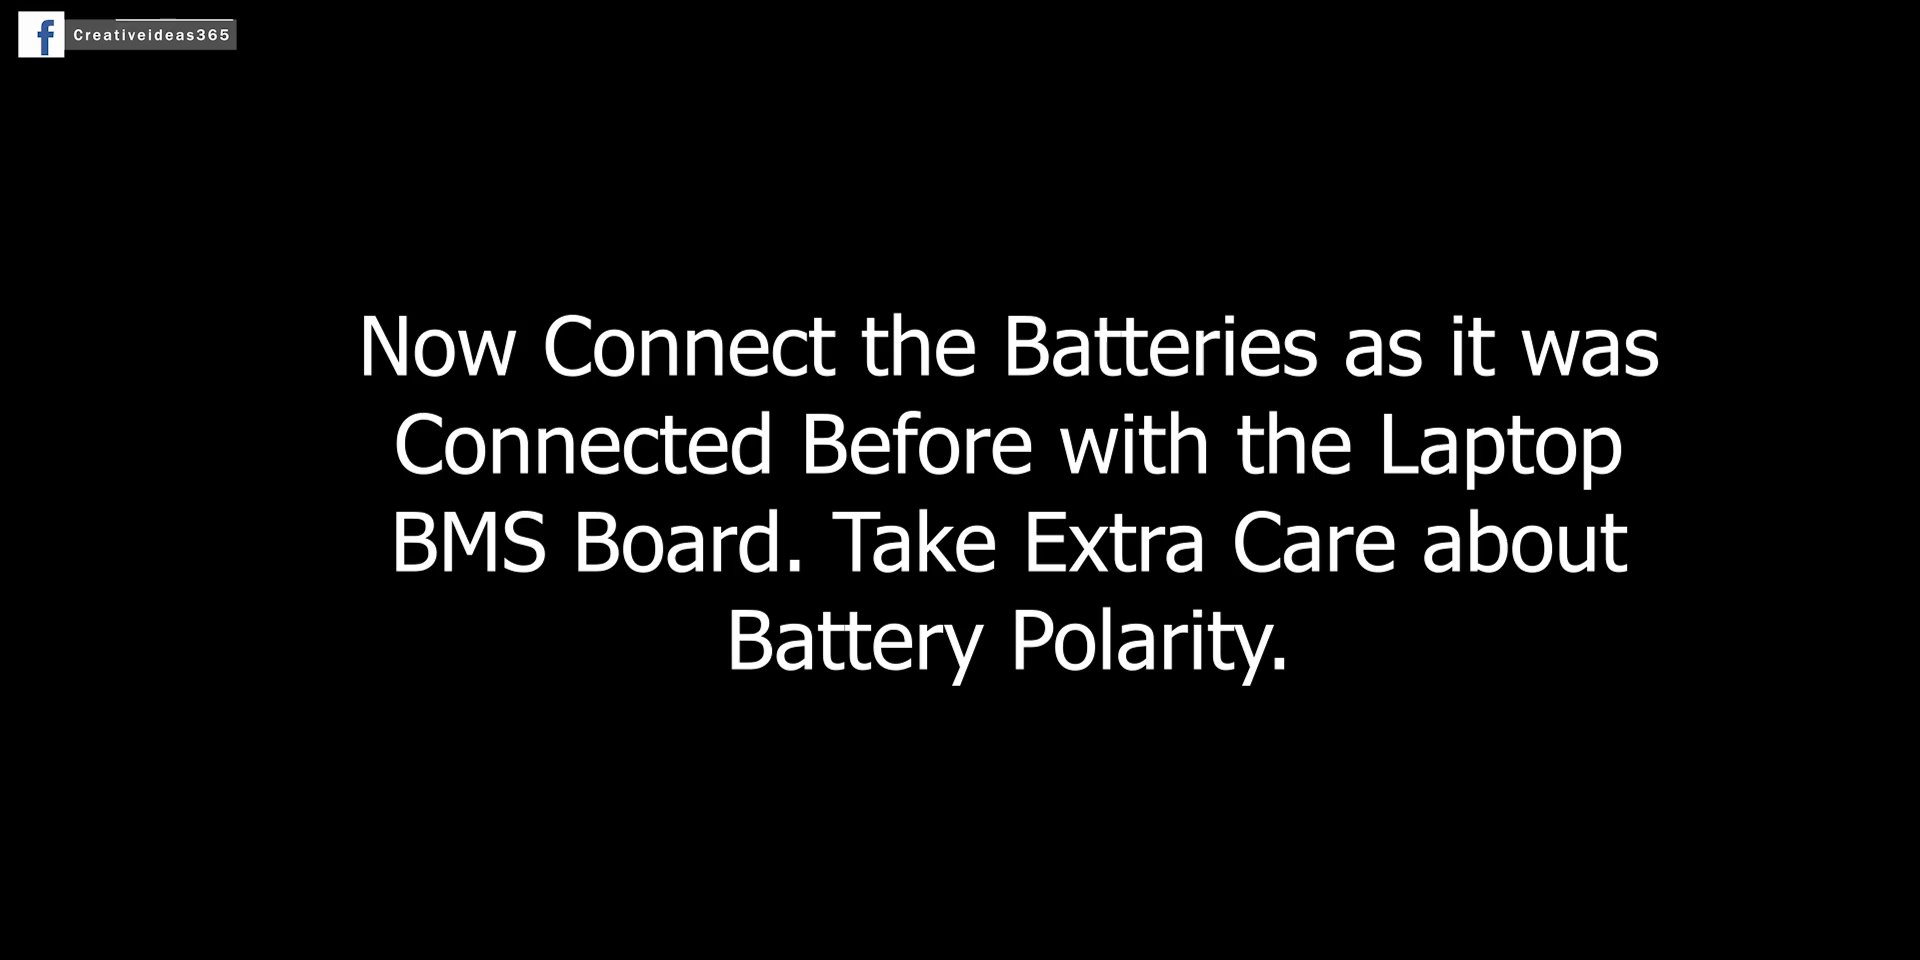 Creativeideas365
Now Connect the Batteries as it was
Connected Before with the Laptop
BMS Board. Take Extra Care about
Battery Polarity.